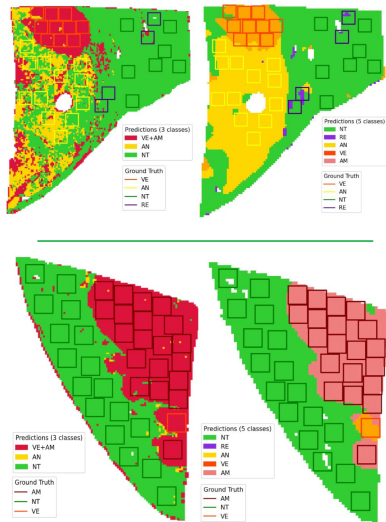 Predictions (3 classes)
VE+AM
AN
NT
Ground Truth
VE
AN
NT
RE
Predictions (5 classes)
NT
RE
AN
VE
AM
Ground Truth
VE
AN
NT
RE
Predictions (3 classes)
VE+AM
AN
NT
Ground Truth
AM
NT
VE
Predictions (5 classes)
NT
RE
AN
VE
AM
Ground Truth
AM
NT
VE